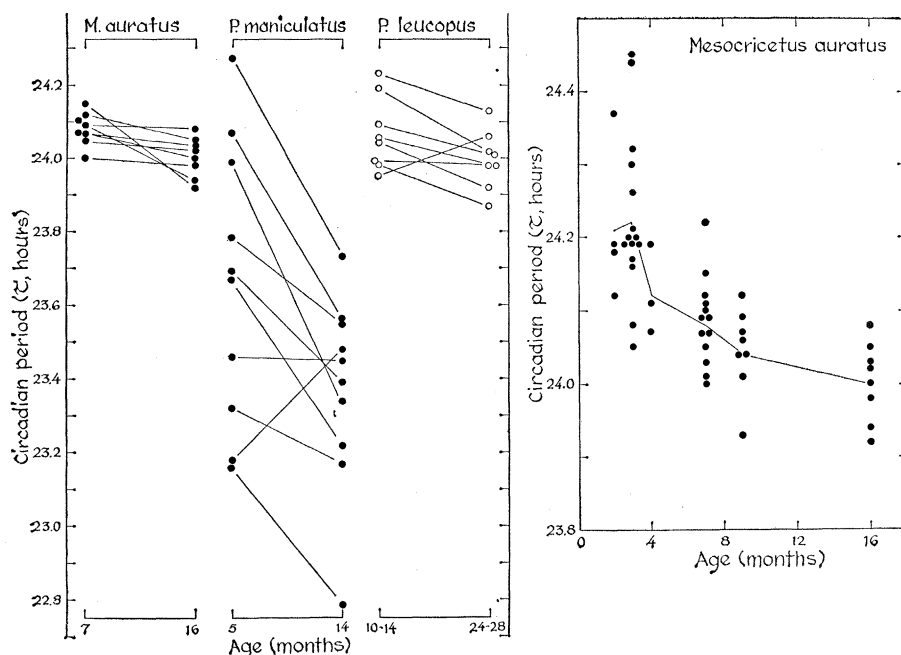 M. auratus
P. maniculatus
P. leucopus
24.2
24.0
23.8
23.6
23.4
23.2
23.0
22.8
Circadian period (τ, hours)
7
16
5
14
10-14
24-28
Age (months)
Mesocricetus auratus
24.4
24.2
24.0
23.8
Circadian period (τ, hours)
0
4
8
12
16
Age (months)